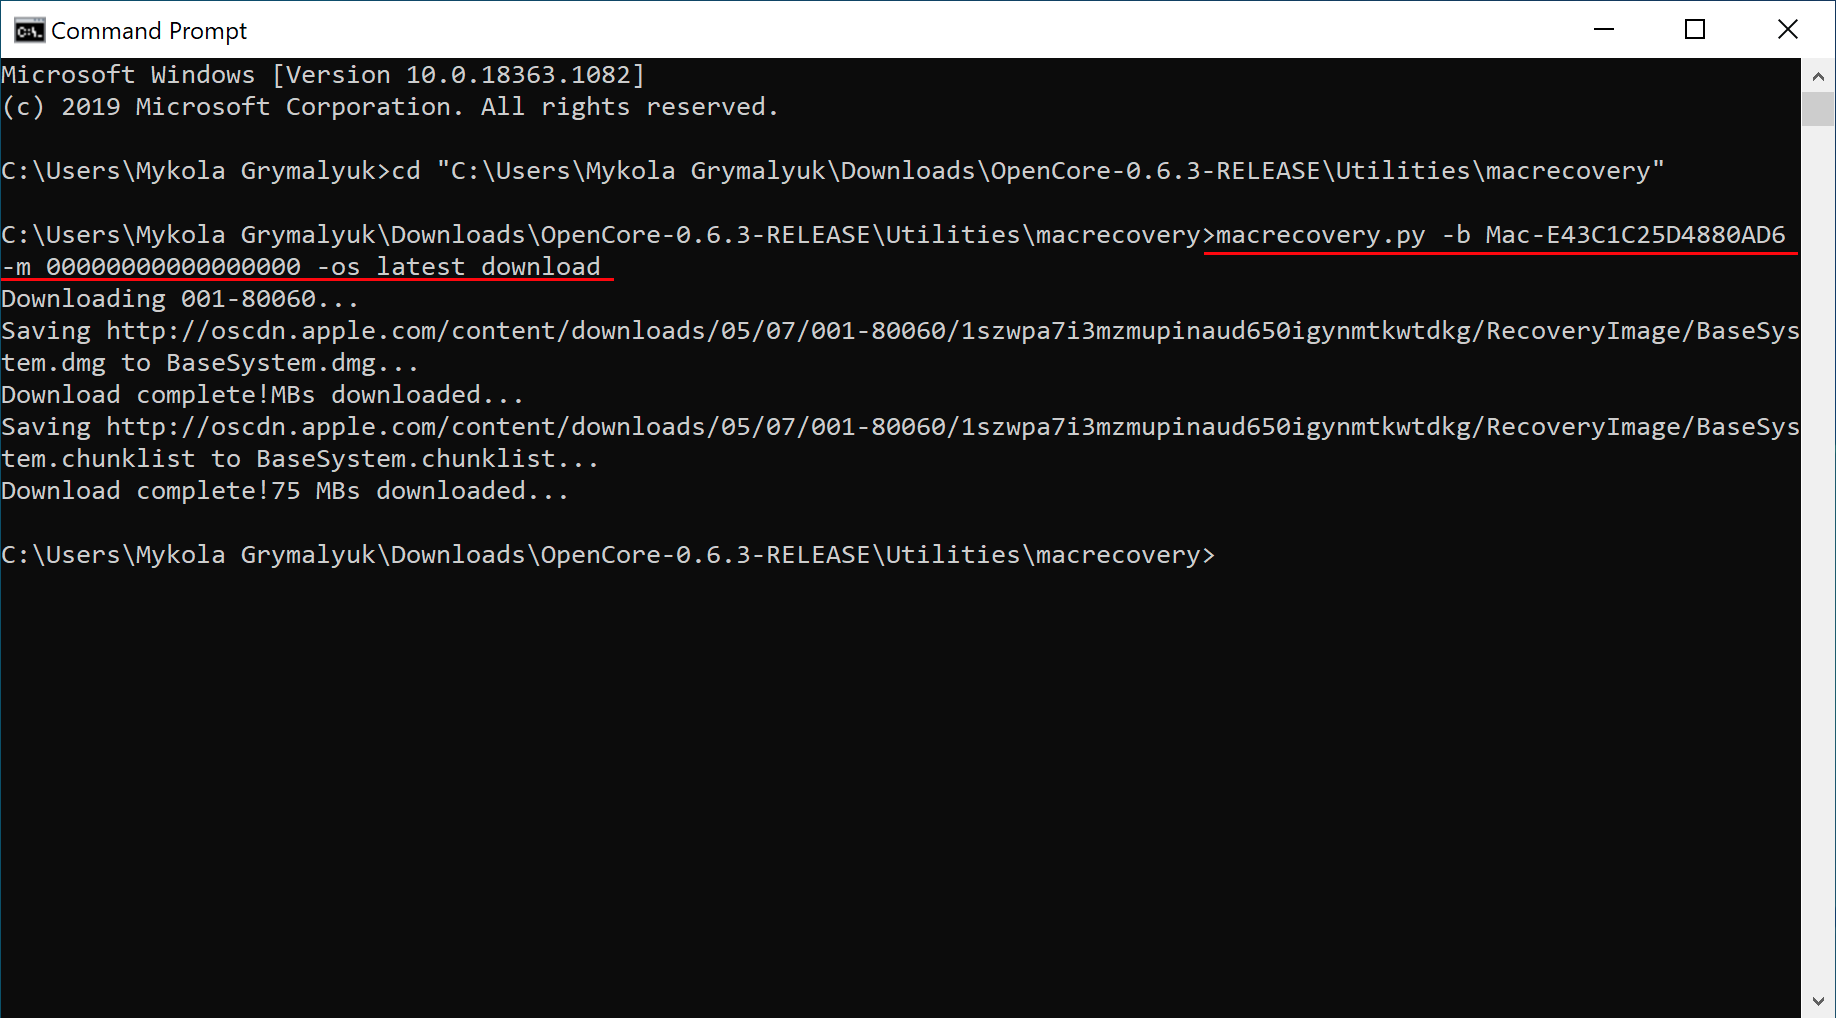 Command Prompt
Microsoft Windows [Version 10.0.18363.1082]
(c) 2019 Microsoft Corporation. All rights reserved.
C:\Users\Mykola Grymalyuk>cd "C:\Users\Mykola Grymalyuk\Downloads\OpenCore-0.6.3-RELEASE\Utilities\macrecovery"
C:\Users\Mykola Grymalyuk\Downloads\OpenCore-0.6.3-RELEASE\Utilities\macrecovery>macrecovery.py -b Mac-E43C1C25D4880AD6
-m 00000000000000000 -os latest download
Downloading 001-80060...
Saving http://oscdn.apple.com/content/downloads/05/07/001-80060/1szwpa7i3mzmupinaud650igynmtkwtdkg/RecoveryImage/BaseSys
tem.dmg to BaseSystem.dmg...
Download complete!MBs downloaded...
Saving http://oscdn.apple.com/content/downloads/05/07/001-80060/1szwpa7i3mzmupinaud650igynmtkwtdkg/RecoveryImage/BaseSys
tem.chunklist to BaseSystem.chunklist...
Download complete!75 MBs downloaded...
C:\Users\Mykola Grymalyuk\Downloads\OpenCore-0.6.3-RELEASE\Utilities\macrecovery>